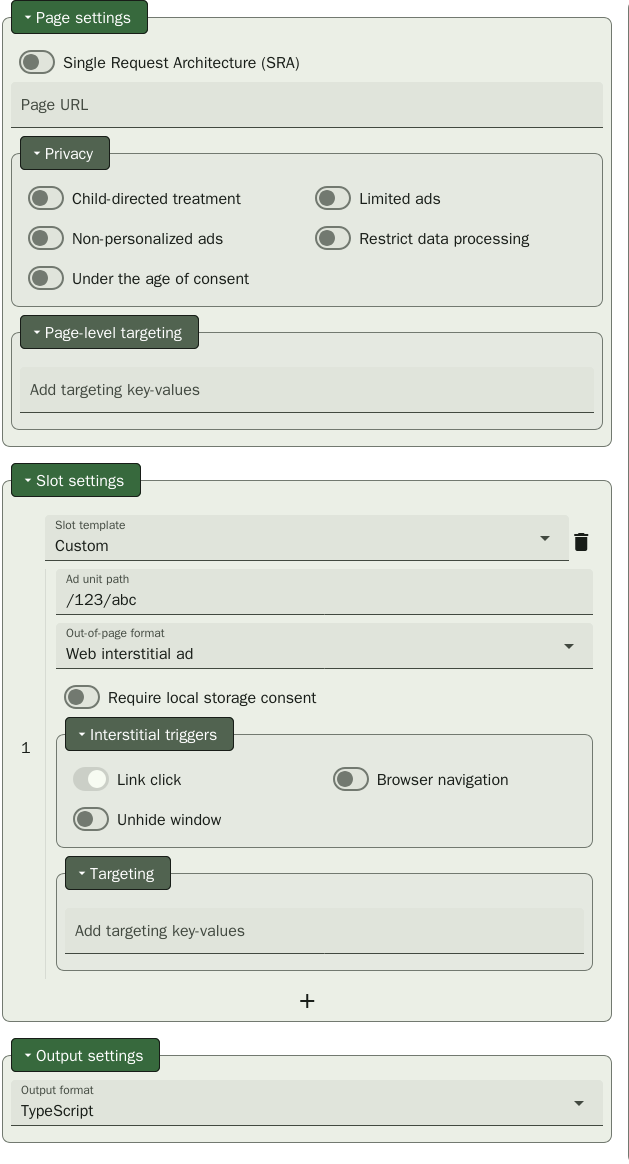 Page settings
Single Request Architecture (SRA)
Page URL
Privacy
Child-directed treatment
Limited ads
Non-personalized ads
Restrict data processing
Under the age of consent
Page-level targeting
Add targeting key-values
Slot settings
Slot template
Custom
Ad unit path
/123/abc
Out-of-page format
Web interstitial ad
Require local storage consent
Interstitial triggers
1
Link click
Browser navigation
Unhide window
Targeting
Add targeting key-values
+
Output settings
Output format
TypeScript